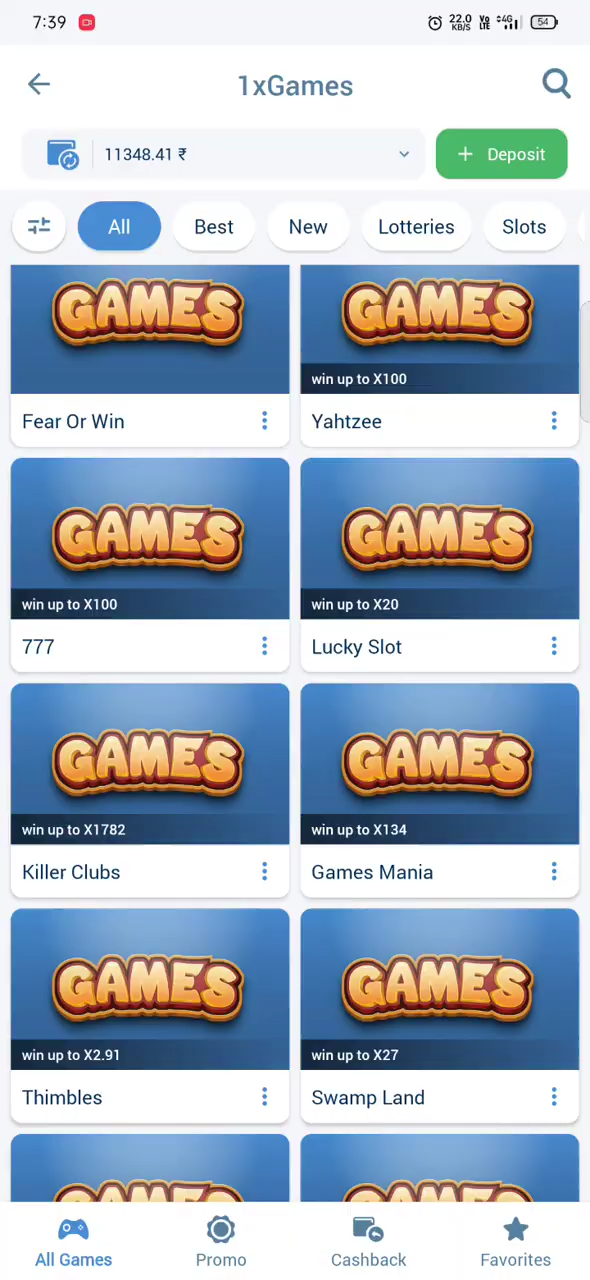 7:39 22.0 KB/S Vo LTE 4G 54
1xGames
11348.41 ₹ + Deposit
All Best New Lotteries Slots
GAMES GAMES
win up to X100
Fear Or Win Yahtzee
GAMES GAMES
win up to X100 win up to X20
777 Lucky Slot
GAMES GAMES
win up to X1782 win up to X134
Killer Clubs Games Mania
GAMES GAMES
win up to X2.91 win up to X27
Thimbles Swamp Land
GAMES GAMES
All Games Promo Cashback Favorites